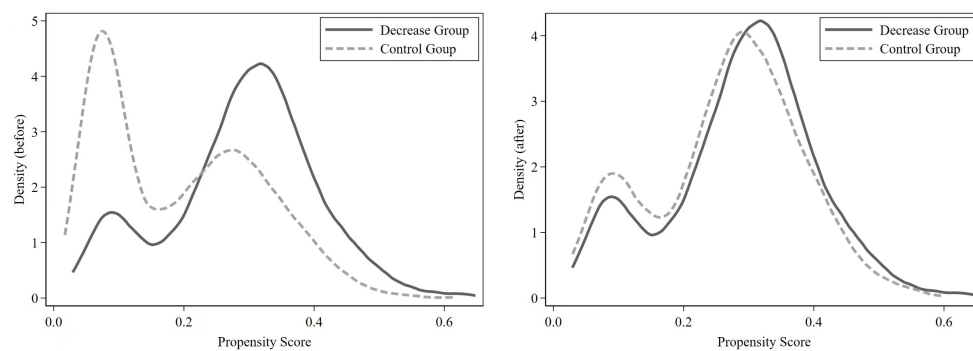 Decrease Group
Control Goup
Density (before)
5
4
3
2
1
0
0.0
0.2
0.4
0.6
Propensity Score
Decrease Group
Control Group
Density (after)
4
3
2
1
0
0.0
0.2
0.4
0.6
Propensity Score